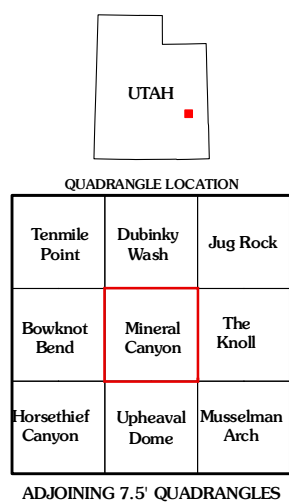 UTAH
QUADRANGLE LOCATION
Tenmile
Point
Dubinky
Wash
Jug Rock
Bowknot
Bend
Mineral
Canyon
The
Knoll
Horsethief
Canyon
Upheaval
Dome
Musselman
Arch
ADJOINING 7.5' QUADRANGLES